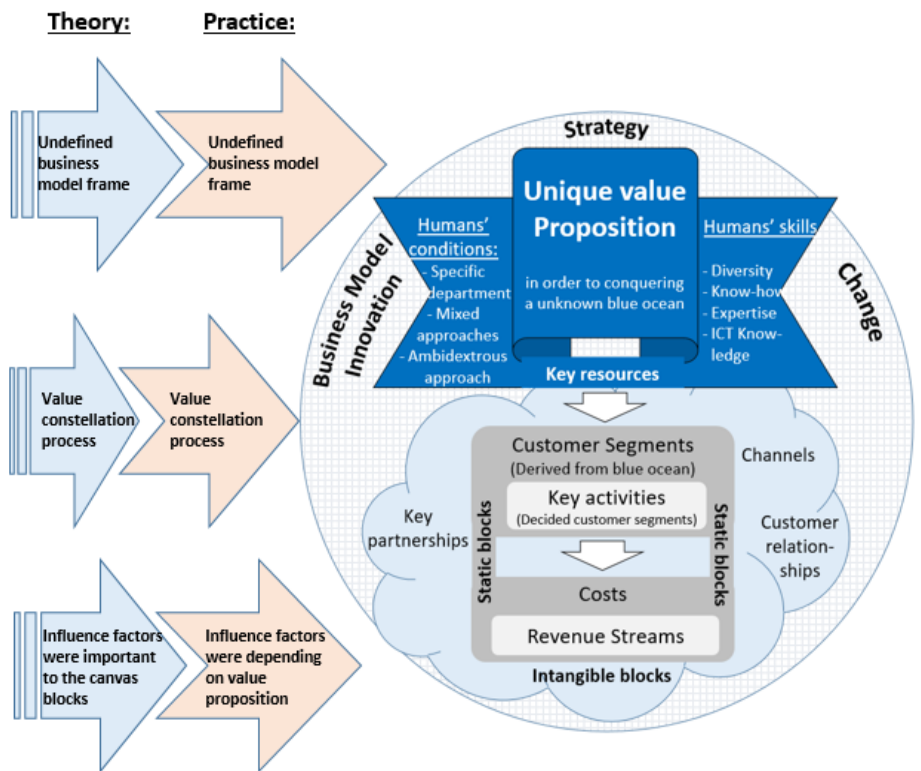 Theory:
Practice:
Undefined
business
model frame
Undefined
business model
frame
Value
constellation
process
Value
constellation
process
Influence factors
were important
to the canvas
blocks
Influence factors
were depending
on value
proposition
Strategy
Business Model
Innovation
Change
Unique value
Proposition
in order to conquering
a unknown blue ocean
Humans'
conditions:
- Specific
department
- Mixed
approaches
- Ambidextrous
approach
Humans' skills
- Diversity
- Know-how
- Expertise
- ICT Know-
ledge
Key resources
Customer Segments
(Derived from blue ocean)
Key activities
(Decided customer segments)
Costs
Revenue Streams
Static blocks
Static blocks
Intangible blocks
Key
partnerships
Channels
Customer
relation-
ships